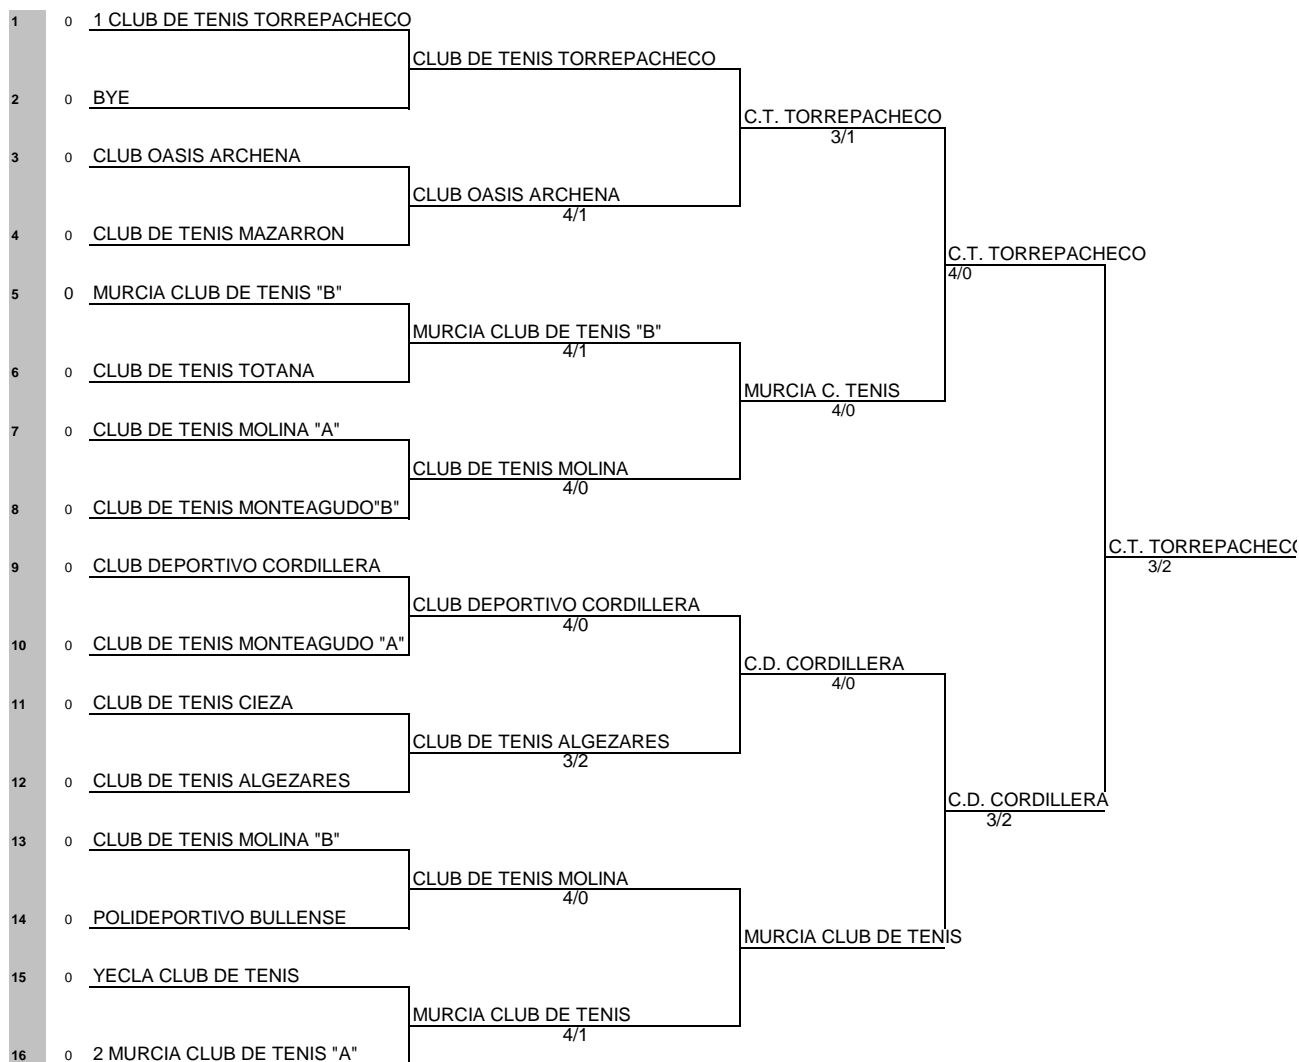 1 0 1 CLUB DE TENIS TORREPACHECO
CLUB DE TENIS TORREPACHECO
2 0 BYE
C.T. TORREPACHECO
3/1
3 0 CLUB OASIS ARCHENA
CLUB OASIS ARCHENA
4/1
4 0 CLUB DE TENIS MAZARRON
C.T. TORREPACHECO
4/0
5 0 MURCIA CLUB DE TENIS "B"
MURCIA CLUB DE TENIS "B"
4/1
6 0 CLUB DE TENIS TOTANA
MURCIA C. TENIS
4/0
7 0 CLUB DE TENIS MOLINA "A"
CLUB DE TENIS MOLINA
4/0
8 0 CLUB DE TENIS MONTEAGUDO"B"
C.T. TORREPACHECO
3/2
9 0 CLUB DEPORTIVO CORDILLERA
CLUB DEPORTIVO CORDILLERA
4/0
10 0 CLUB DE TENIS MONTEAGUDO "A"
C.D. CORDILLERA
4/0
11 0 CLUB DE TENIS CIEZA
CLUB DE TENIS ALGEZARES
3/2
12 0 CLUB DE TENIS ALGEZARES
C.D. CORDILLERA
3/2
13 0 CLUB DE TENIS MOLINA "B"
CLUB DE TENIS MOLINA
4/0
14 0 POLIDEPORTIVO BULLENSE
MURCIA CLUB DE TENIS
15 0 YECLA CLUB DE TENIS
MURCIA CLUB DE TENIS
4/1
16 0 2 MURCIA CLUB DE TENIS "A"